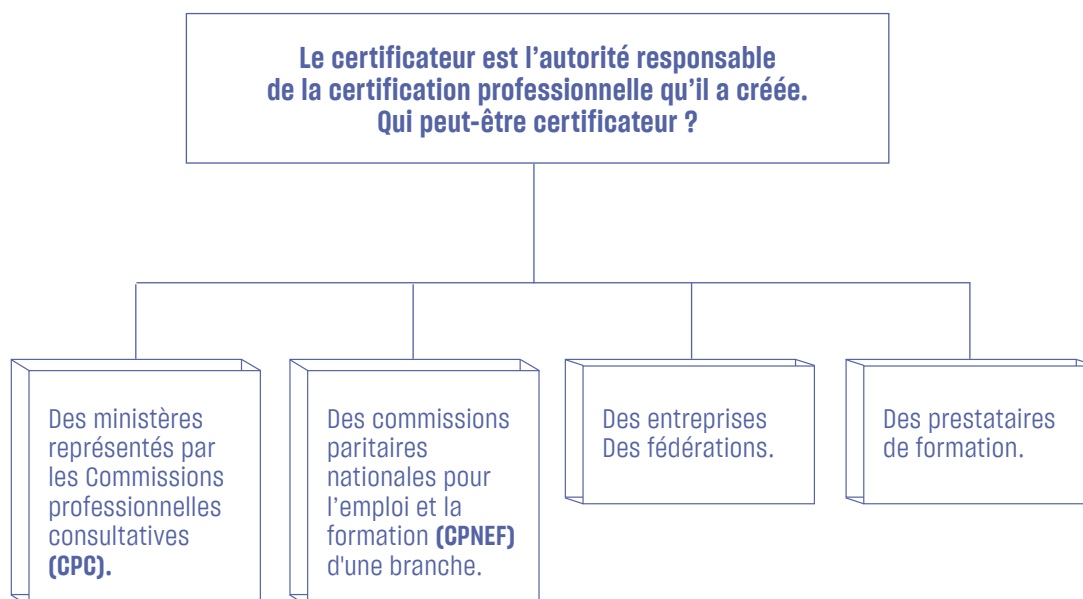 Le certificateur est l’autorité responsable
de la certification professionnelle qu’il a créée.
Qui peut-être certificateur ?
Des ministères
représentés par
les Commissions
professionnelles
consultatives
(CPC).
Des commissions
paritaires
nationales pour
l’emploi et la
formation (CPNEF)
d'une branche.
Des entreprises
Des fédérations.
Des prestataires
de formation.